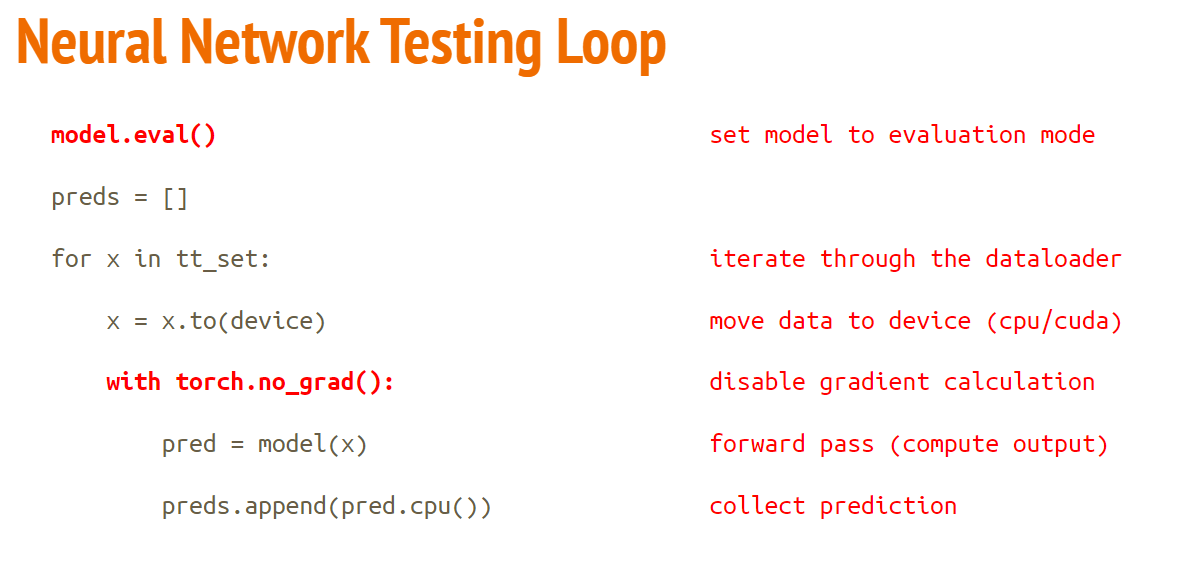 Neural Network Testing Loop
model.eval() set model to evaluation mode
preds = []
for x in tt_set: iterate through the dataloader
x = x.to(device) move data to device (cpu/cuda)
with torch.no_grad(): disable gradient calculation
pred = model(x) forward pass (compute output)
preds.append(pred.cpu()) collect prediction